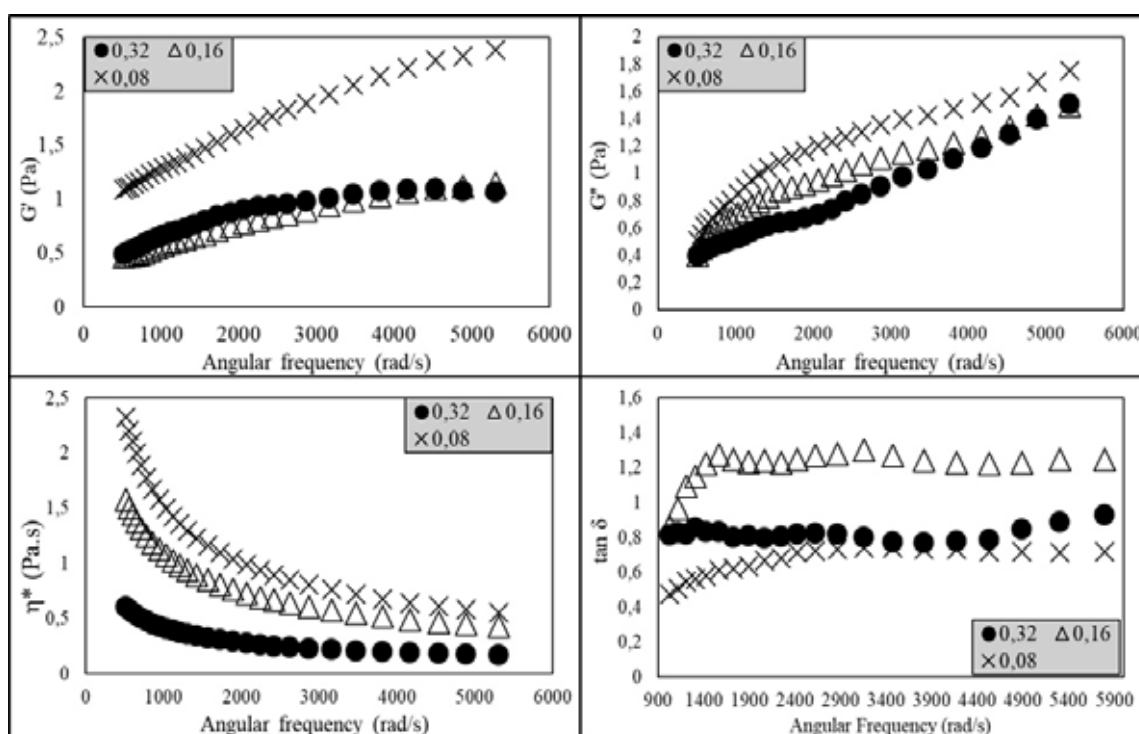 2,5
2
1,5
1
0,5
0
G' (Pa)
● 0,32 △ 0,16
× 0,08
0 1000 2000 3000 4000 5000 6000
Angular frequency (rad/s)
2
1,8
1,6
1,4
1,2
1
0,8
0,6
0,4
0,2
0
G'' (Pa)
● 0,32 △ 0,16
× 0,08
0 1000 2000 3000 4000 5000 6000
Angular frequency (rad/s)
2,5
2
1,5
1
0,5
0
η* (Pa.s)
● 0,32 △ 0,16
× 0,08
0 1000 2000 3000 4000 5000 6000
Angular frequency (rad/s)
1,6
1,4
1,2
1
0,8
0,6
0,4
0,2
0
tan δ
● 0,32 △ 0,16
× 0,08
900 1400 1900 2400 2900 3400 3900 4400 4900 5400 5900
Angular Frequency (rad/s)